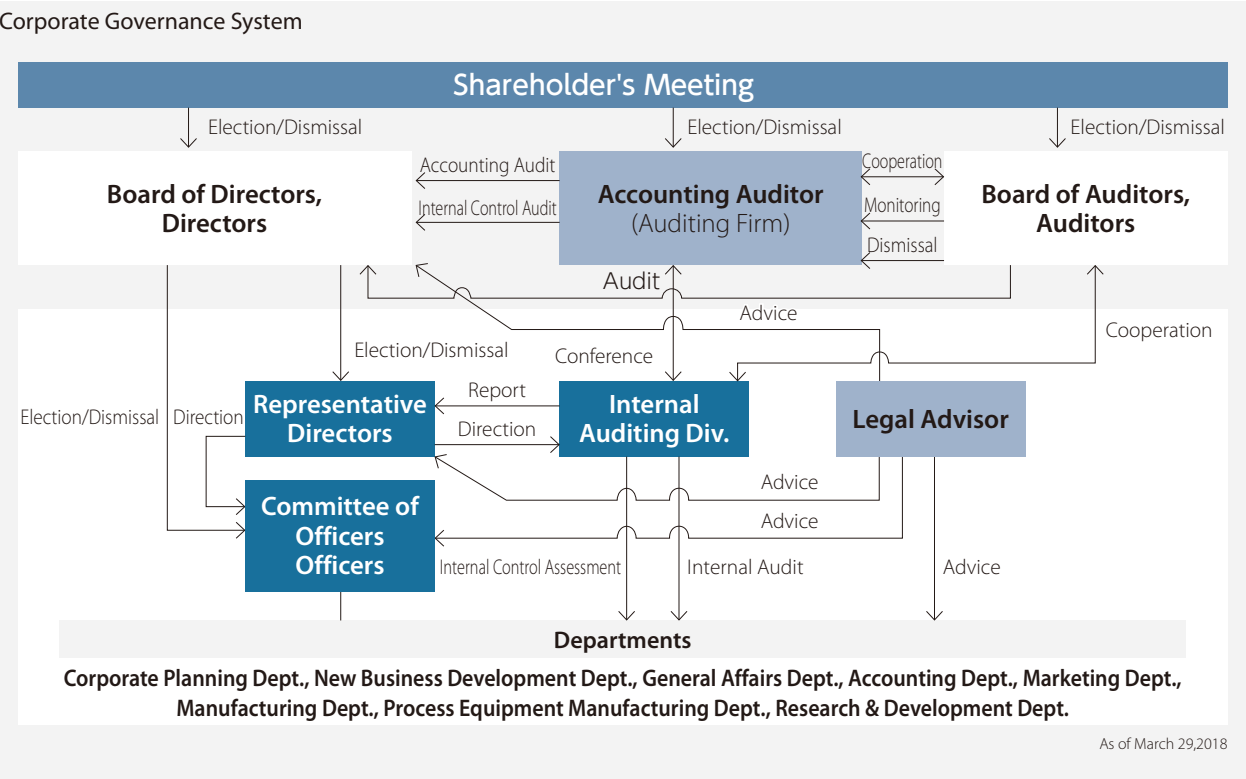 Corporate Governance System
Shareholder's Meeting
Election/Dismissal
Election/Dismissal
Election/Dismissal
Board of Directors,
Directors
Accounting Audit
Internal Control Audit
Accounting Auditor
(Auditing Firm)
Cooperation
Monitoring
Dismissal
Board of Auditors,
Auditors
Audit
Advice
Cooperation
Election/Dismissal
Conference
Election/Dismissal
Direction
Representative
Directors
Report
Direction
Internal
Auditing Div.
Legal Advisor
Advice
Advice
Committee of
Officers
Officers
Internal Control Assessment
Internal Audit
Advice
Departments
Corporate Planning Dept., New Business Development Dept., General Affairs Dept., Accounting Dept., Marketing Dept.,
Manufacturing Dept., Process Equipment Manufacturing Dept., Research & Development Dept.
As of March 29,2018